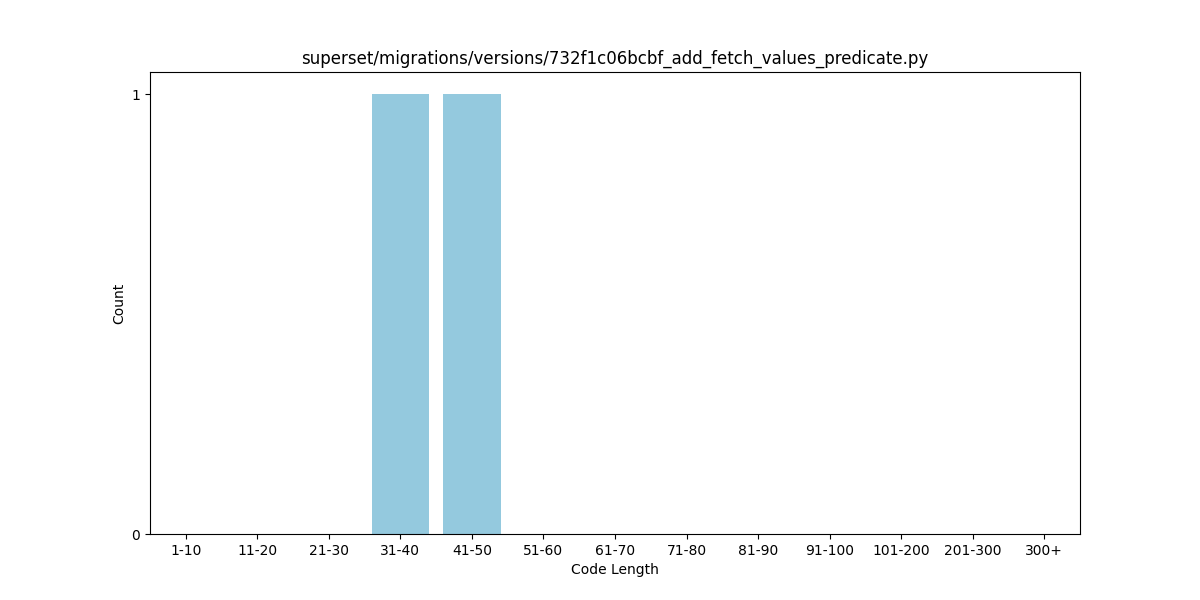 superset/migrations/versions/732f1c06bcbf_add_fetch_values_predicate.py
1
Count
0
1-10 11-20 21-30 31-40 41-50 51-60 61-70 71-80 81-90 91-100 101-200 201-300 300+
Code Length